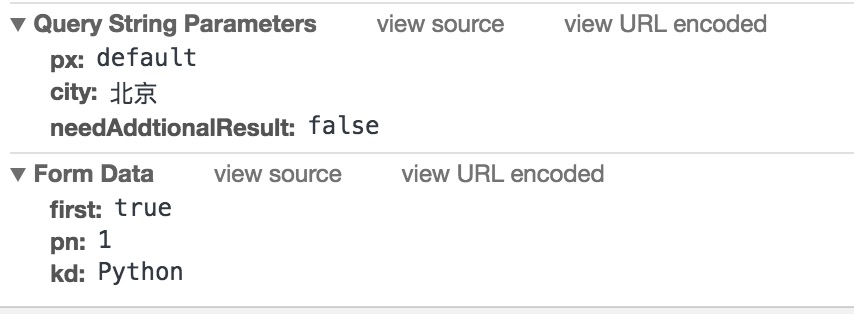 ▼ Query String Parameters view source view URL encoded
px: default
city: 北京
needAddtionalResult: false
▼ Form Data view source view URL encoded
first: true
pn: 1
kd: Python